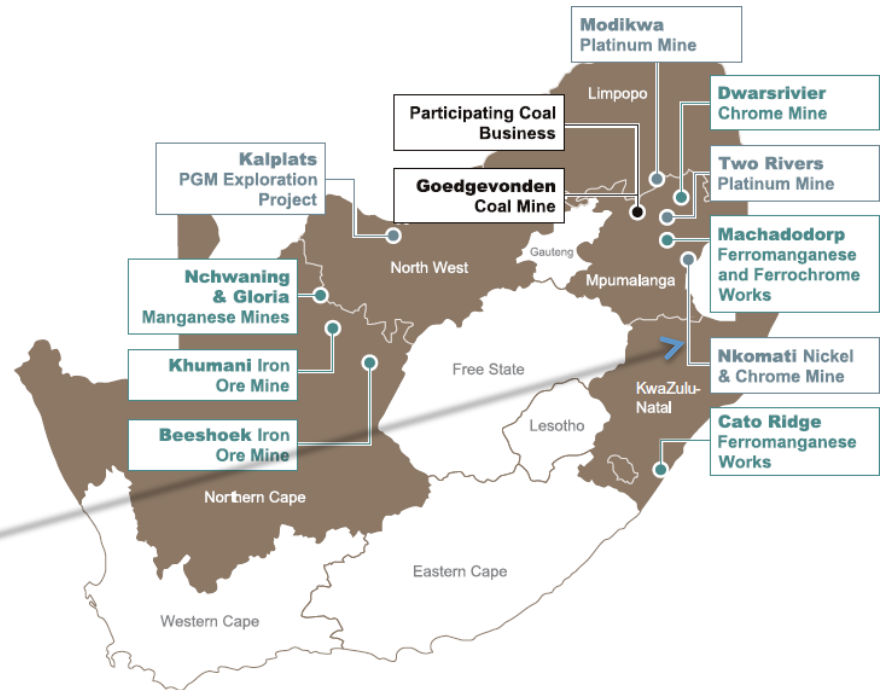 Modikwa
Platinum Mine
Limpopo
Dwarsrivier
Chrome Mine
Participating Coal
Business
Kalplats
PGM Exploration
Project
Two Rivers
Platinum Mine
Goedgevonden
Coal Mine
Gauteng
North West
Mpumalanga
Machadodorp
Ferromanganese
and Ferrochrome
Works
Nchwaning
& Gloria
Manganese Mines
Khumani Iron
Ore Mine
Free State
Nkomati Nickel
& Chrome Mine
KwaZulu-
Natal
Lesotho
Cato Ridge
Ferromanganese
Works
Beeshoek Iron
Ore Mine
Northern Cape
Eastern Cape
Western Cape